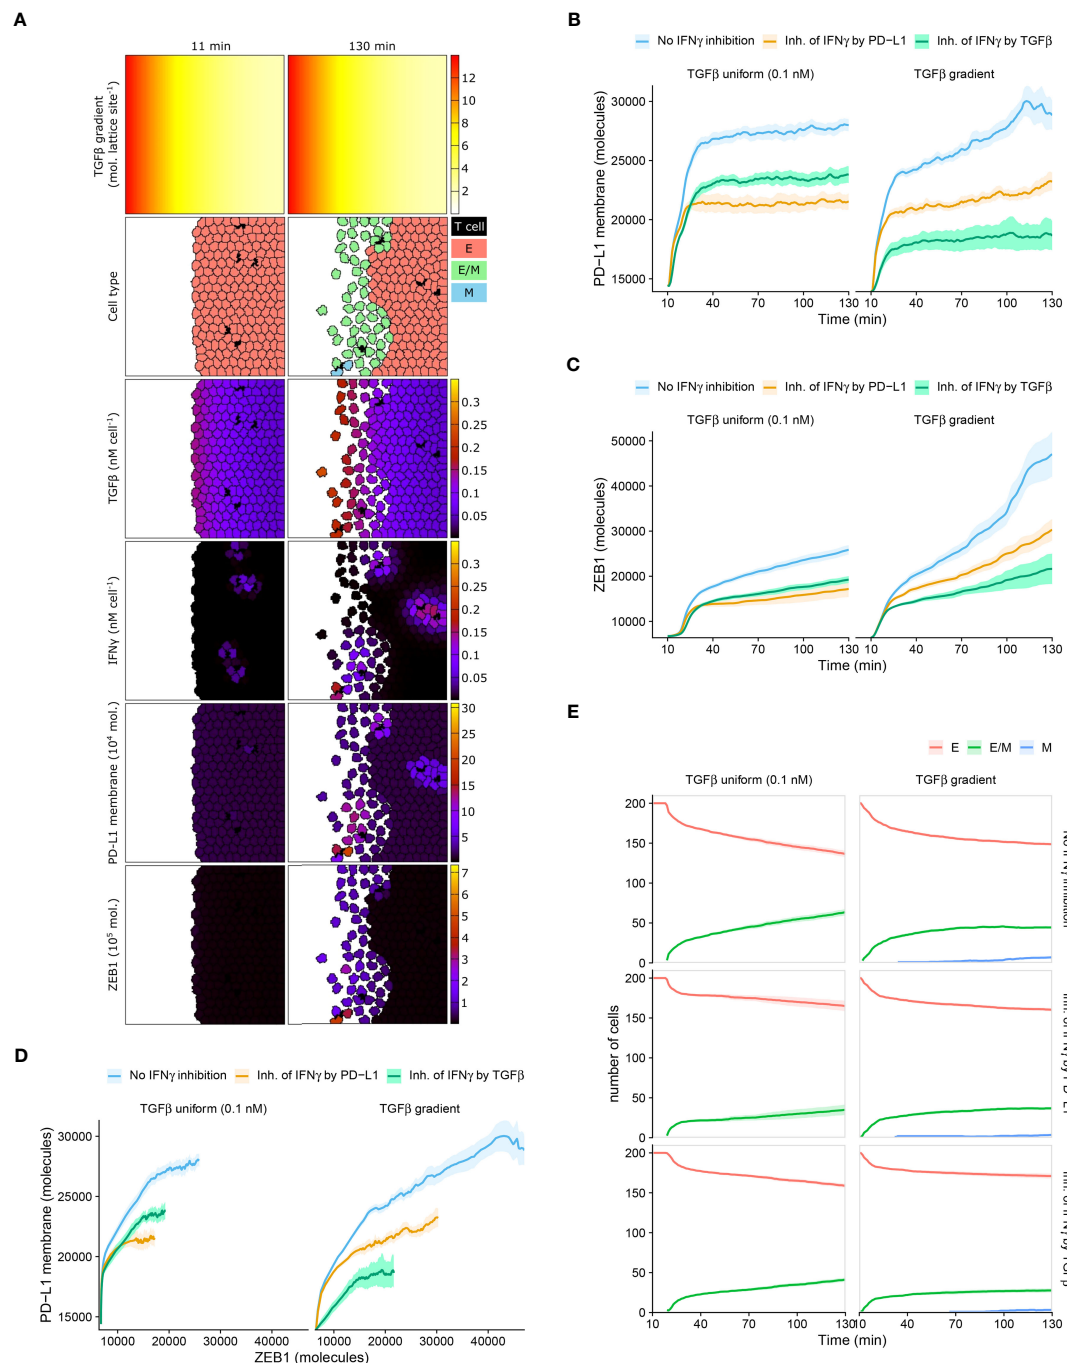 A
11 min
130 min
TGFβ gradient
(mol. lattice site⁻¹)
12
10
8
6
4
2
Cell type
T cell
E
E/M
M
TGFβ (nM cell⁻¹)
0.3
0.25
0.2
0.15
0.1
0.05
IFNγ (nM cell⁻¹)
0.3
0.25
0.2
0.15
0.1
0.05
PD-L1 membrane (10⁴ mol.)
30
25
20
15
10
5
ZEB1 (10⁵ mol.)
7
6
5
4
3
2
1
B
No IFNγ inhibition
Inh. of IFNγ by PD−L1
Inh. of IFNγ by TGFβ
TGFβ uniform (0.1 nM)
TGFβ gradient
PD−L1 membrane (molecules)
30000
25000
20000
15000
10 40 70 100 130
10 40 70 100 130
Time (min)
C
No IFNγ inhibition
Inh. of IFNγ by PD−L1
Inh. of IFNγ by TGFβ
TGFβ uniform (0.1 nM)
TGFβ gradient
ZEB1 (molecules)
50000
40000
30000
20000
10000
10 40 70 100 130
10 40 70 100 130
Time (min)
D
No IFNγ inhibition
Inh. of IFNγ by PD−L1
Inh. of IFNγ by TGFβ
TGFβ uniform (0.1 nM)
TGFβ gradient
PD−L1 membrane (molecules)
30000
25000
20000
15000
10000 20000 30000 40000
10000 20000 30000 40000
ZEB1 (molecules)
E
E
E/M
M
TGFβ uniform (0.1 nM)
TGFβ gradient
number of cells
200
150
100
50
0
200
150
100
50
0
200
150
100
50
0
10 40 70 100 130
10 40 70 100 130
Time (min)